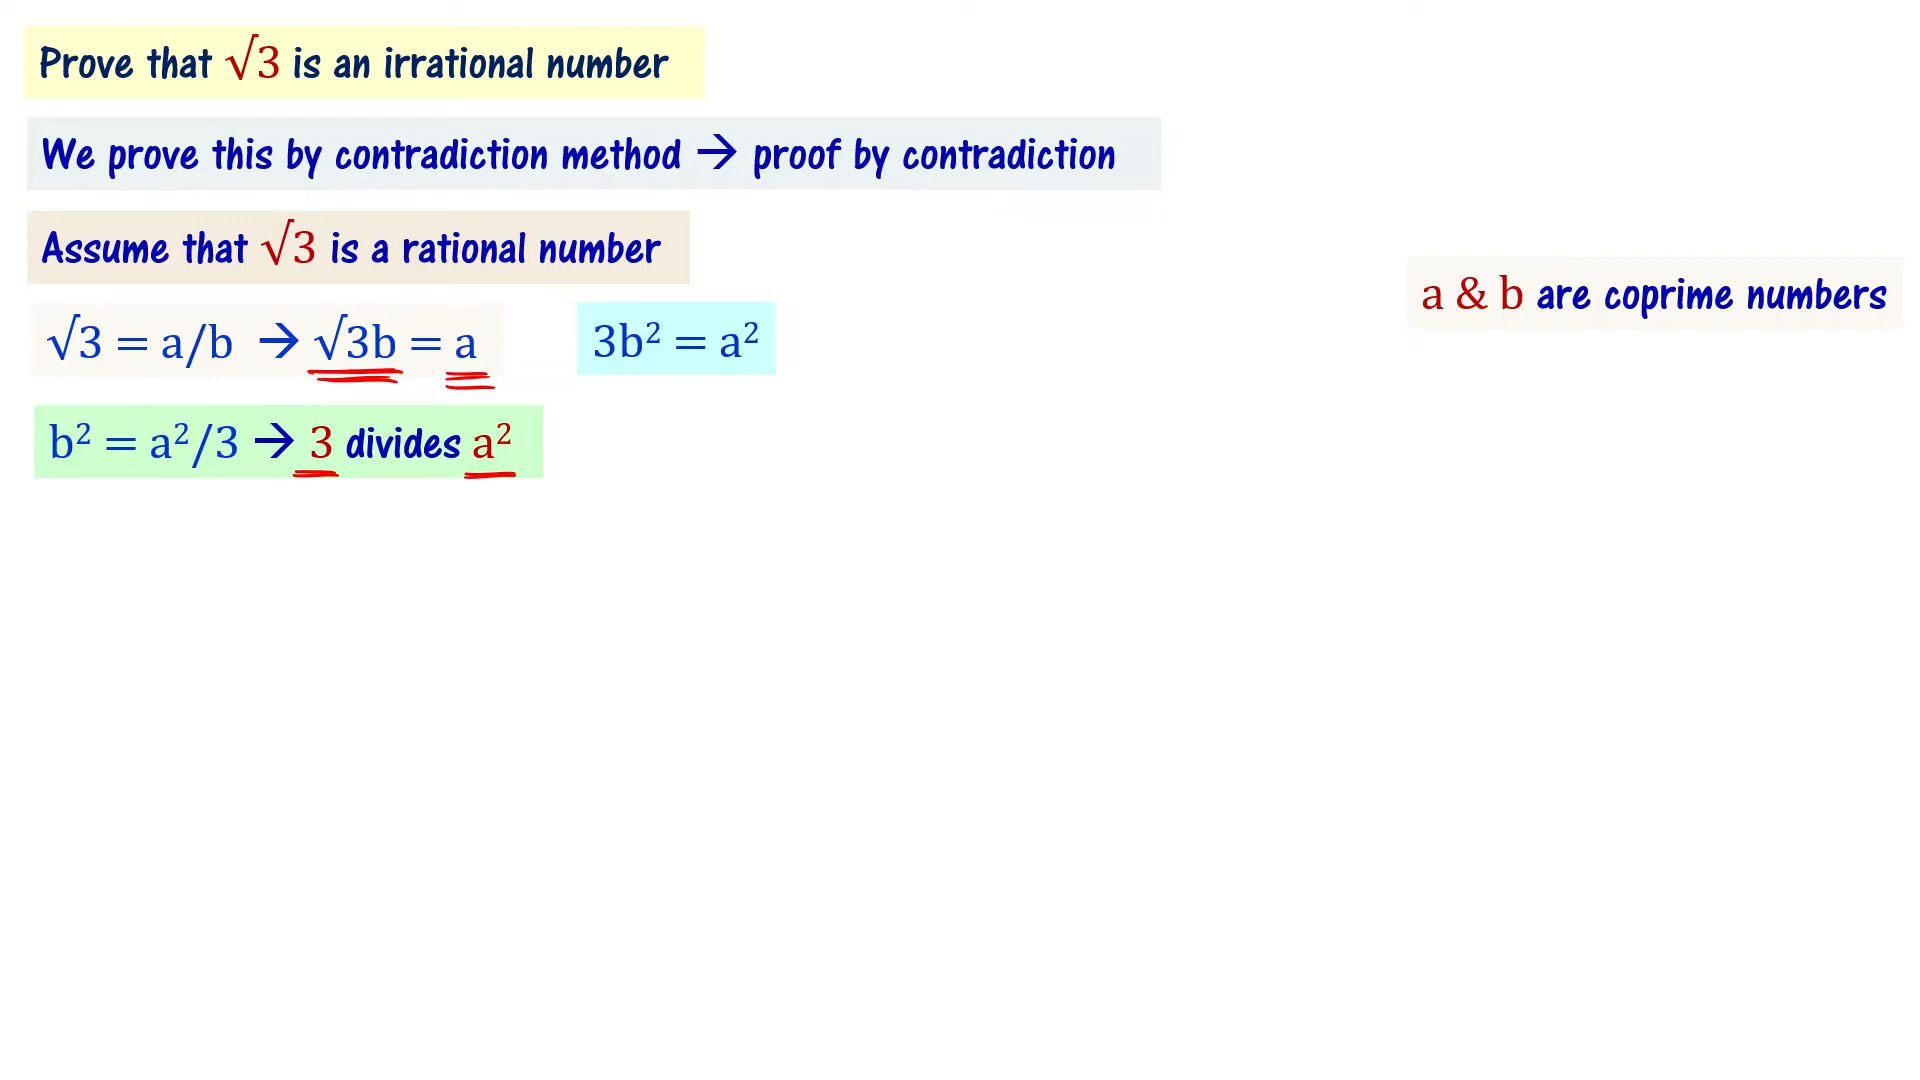 Prove that √3 is an irrational number
We prove this by contradiction method → proof by contradiction
Assume that √3 is a rational number
a & b are coprime numbers
√3 = a/b → √3b = a
3b² = a²
b² = a²/3 → 3 divides a²